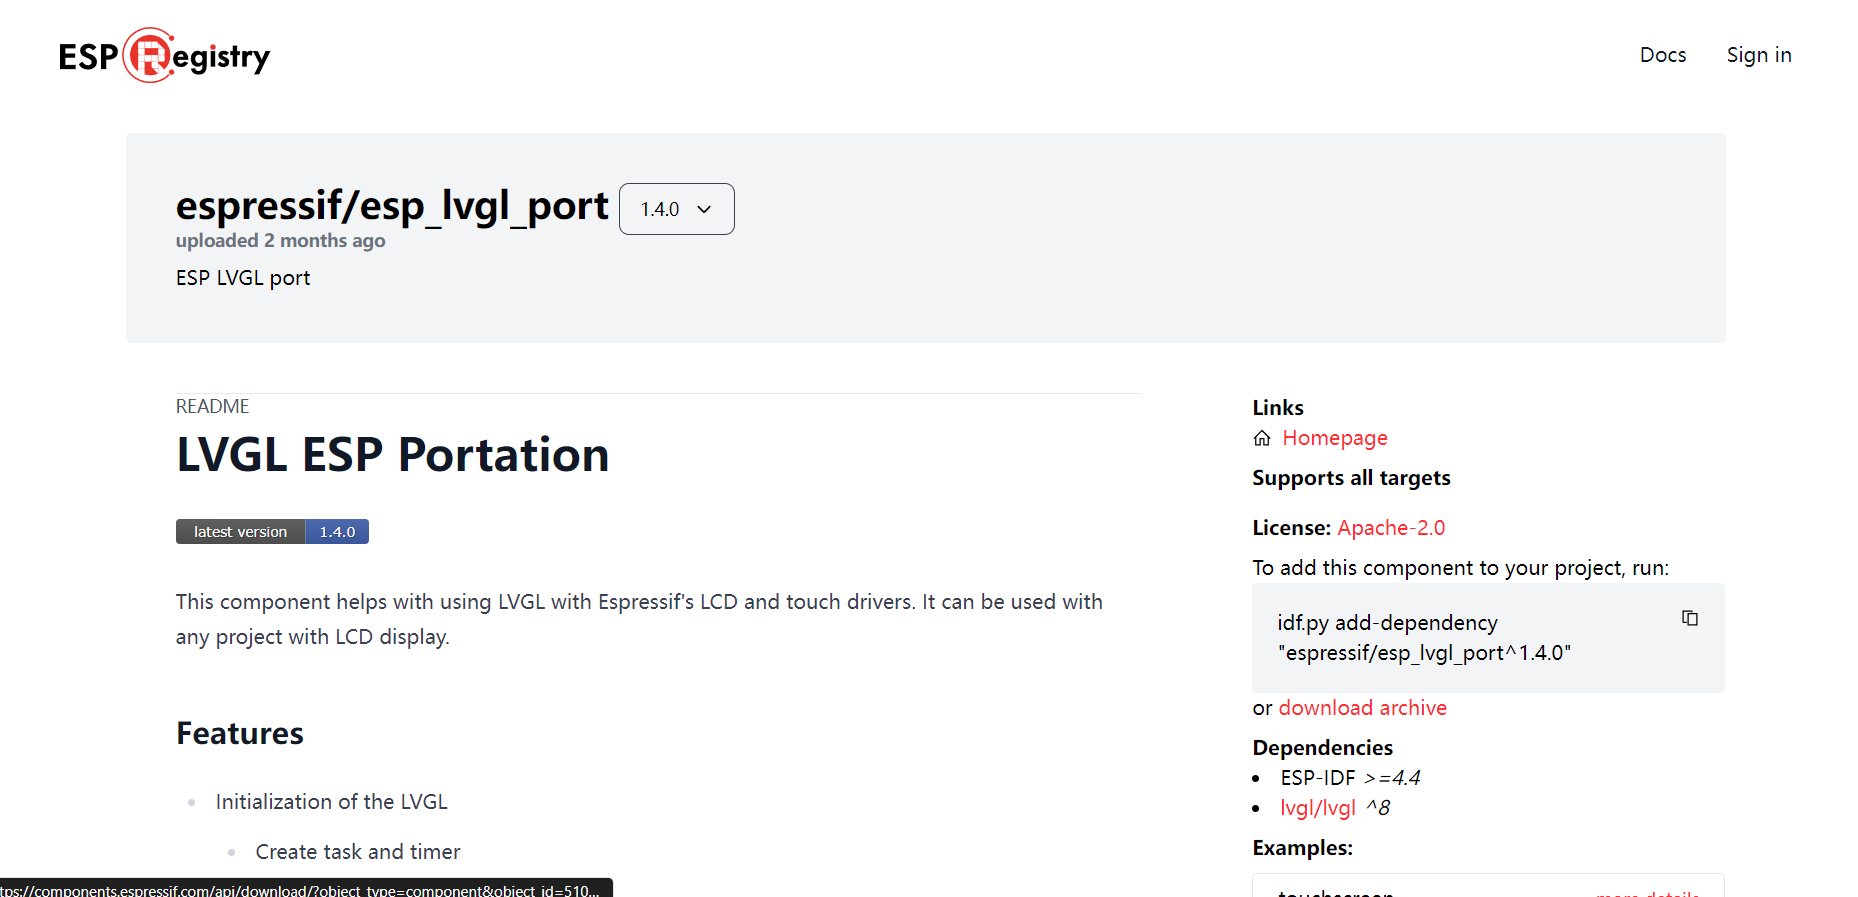 ESP Registry
Docs
Sign in
espressif/esp_lvgl_port
1.4.0
uploaded 2 months ago
ESP LVGL port
README
LVGL ESP Portation
latest version 1.4.0
This component helps with using LVGL with Espressif's LCD and touch drivers. It can be used with
any project with LCD display.
Features
Initialization of the LVGL
Create task and timer
Links
Homepage
Supports all targets
License: Apache-2.0
To add this component to your project, run:
idf.py add-dependency
"espressif/esp_lvgl_port^1.4.0"
or download archive
Dependencies
ESP-IDF >=4.4
lvgl/lvgl ^8
Examples:
touchscreen
more details
tps://components.espressif.com/api/download/?object_type=component&object_id=510...